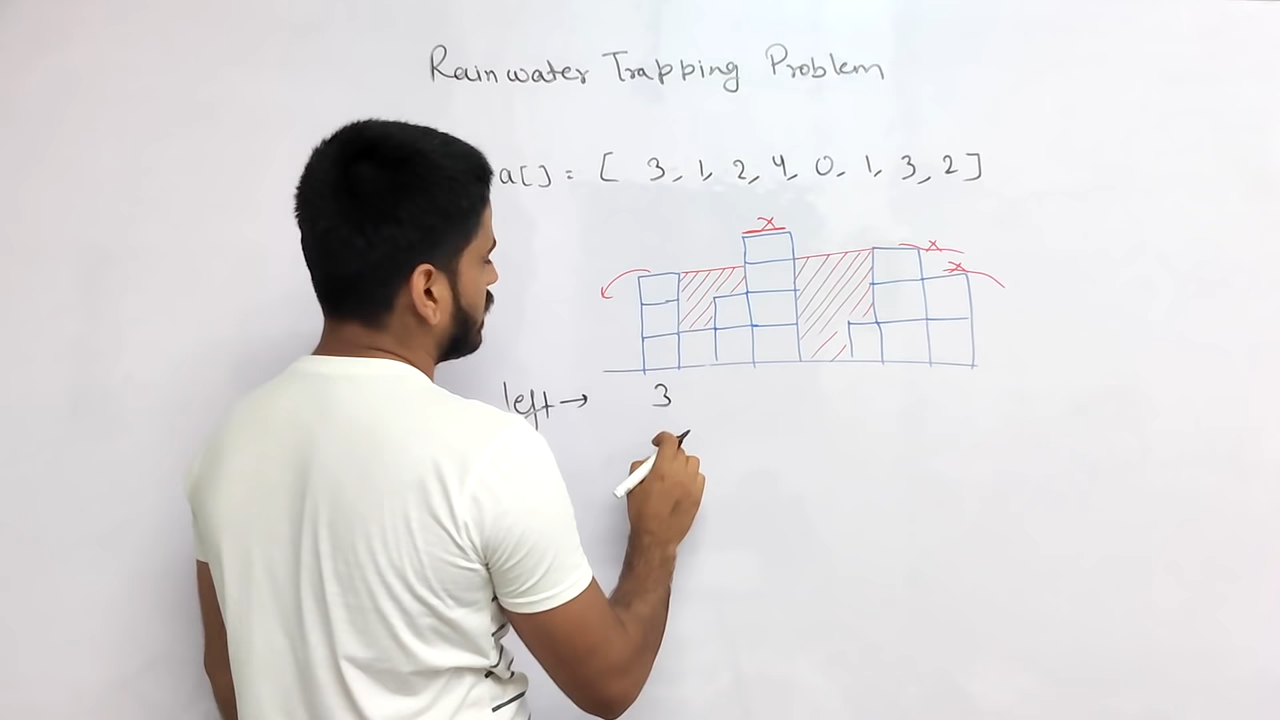 Rainwater Trapping Problem
a[] = [ 3, 1, 2, 4, 0, 1, 3, 2 ]
left → 3